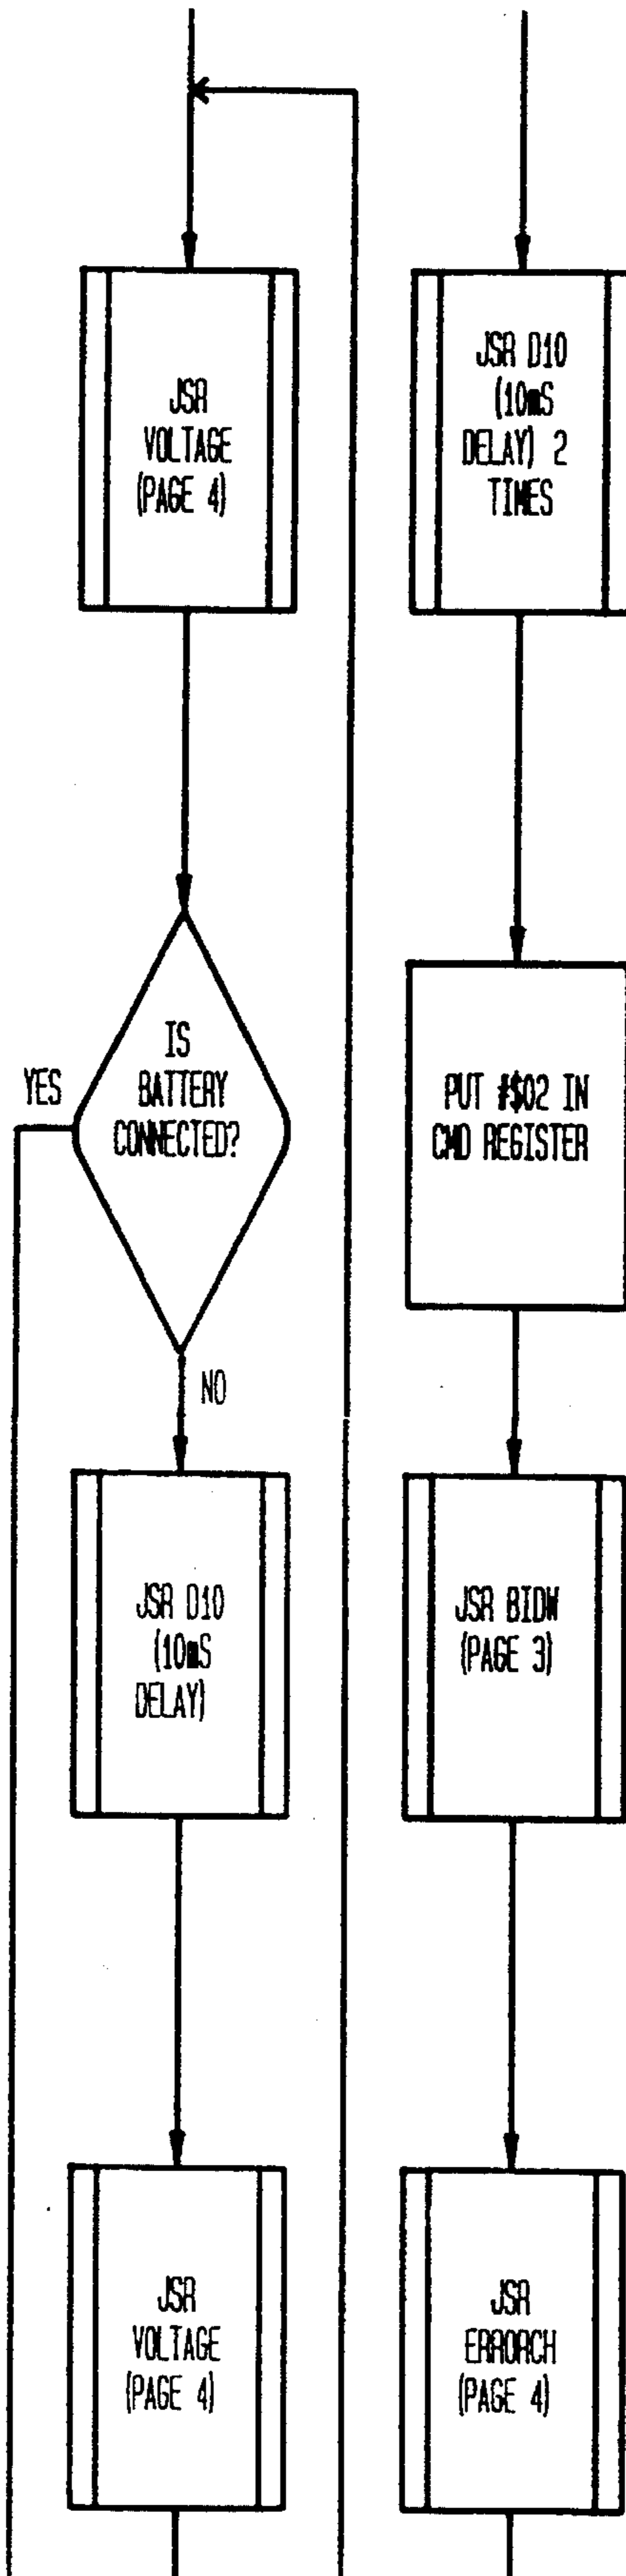 JSR
VOLTAGE
(PAGE 4)
IS
BATTERY
CONNECTED?
YES
NO
JSR D10
(10mS
DELAY)
JSR
VOLTAGE
(PAGE 4)
JSR D10
(10mS
DELAY) 2
TIMES
PUT #$02 IN
CMD REGISTER
JSR BIDW
(PAGE 3)
JSR
ERRORCH
(PAGE 4)